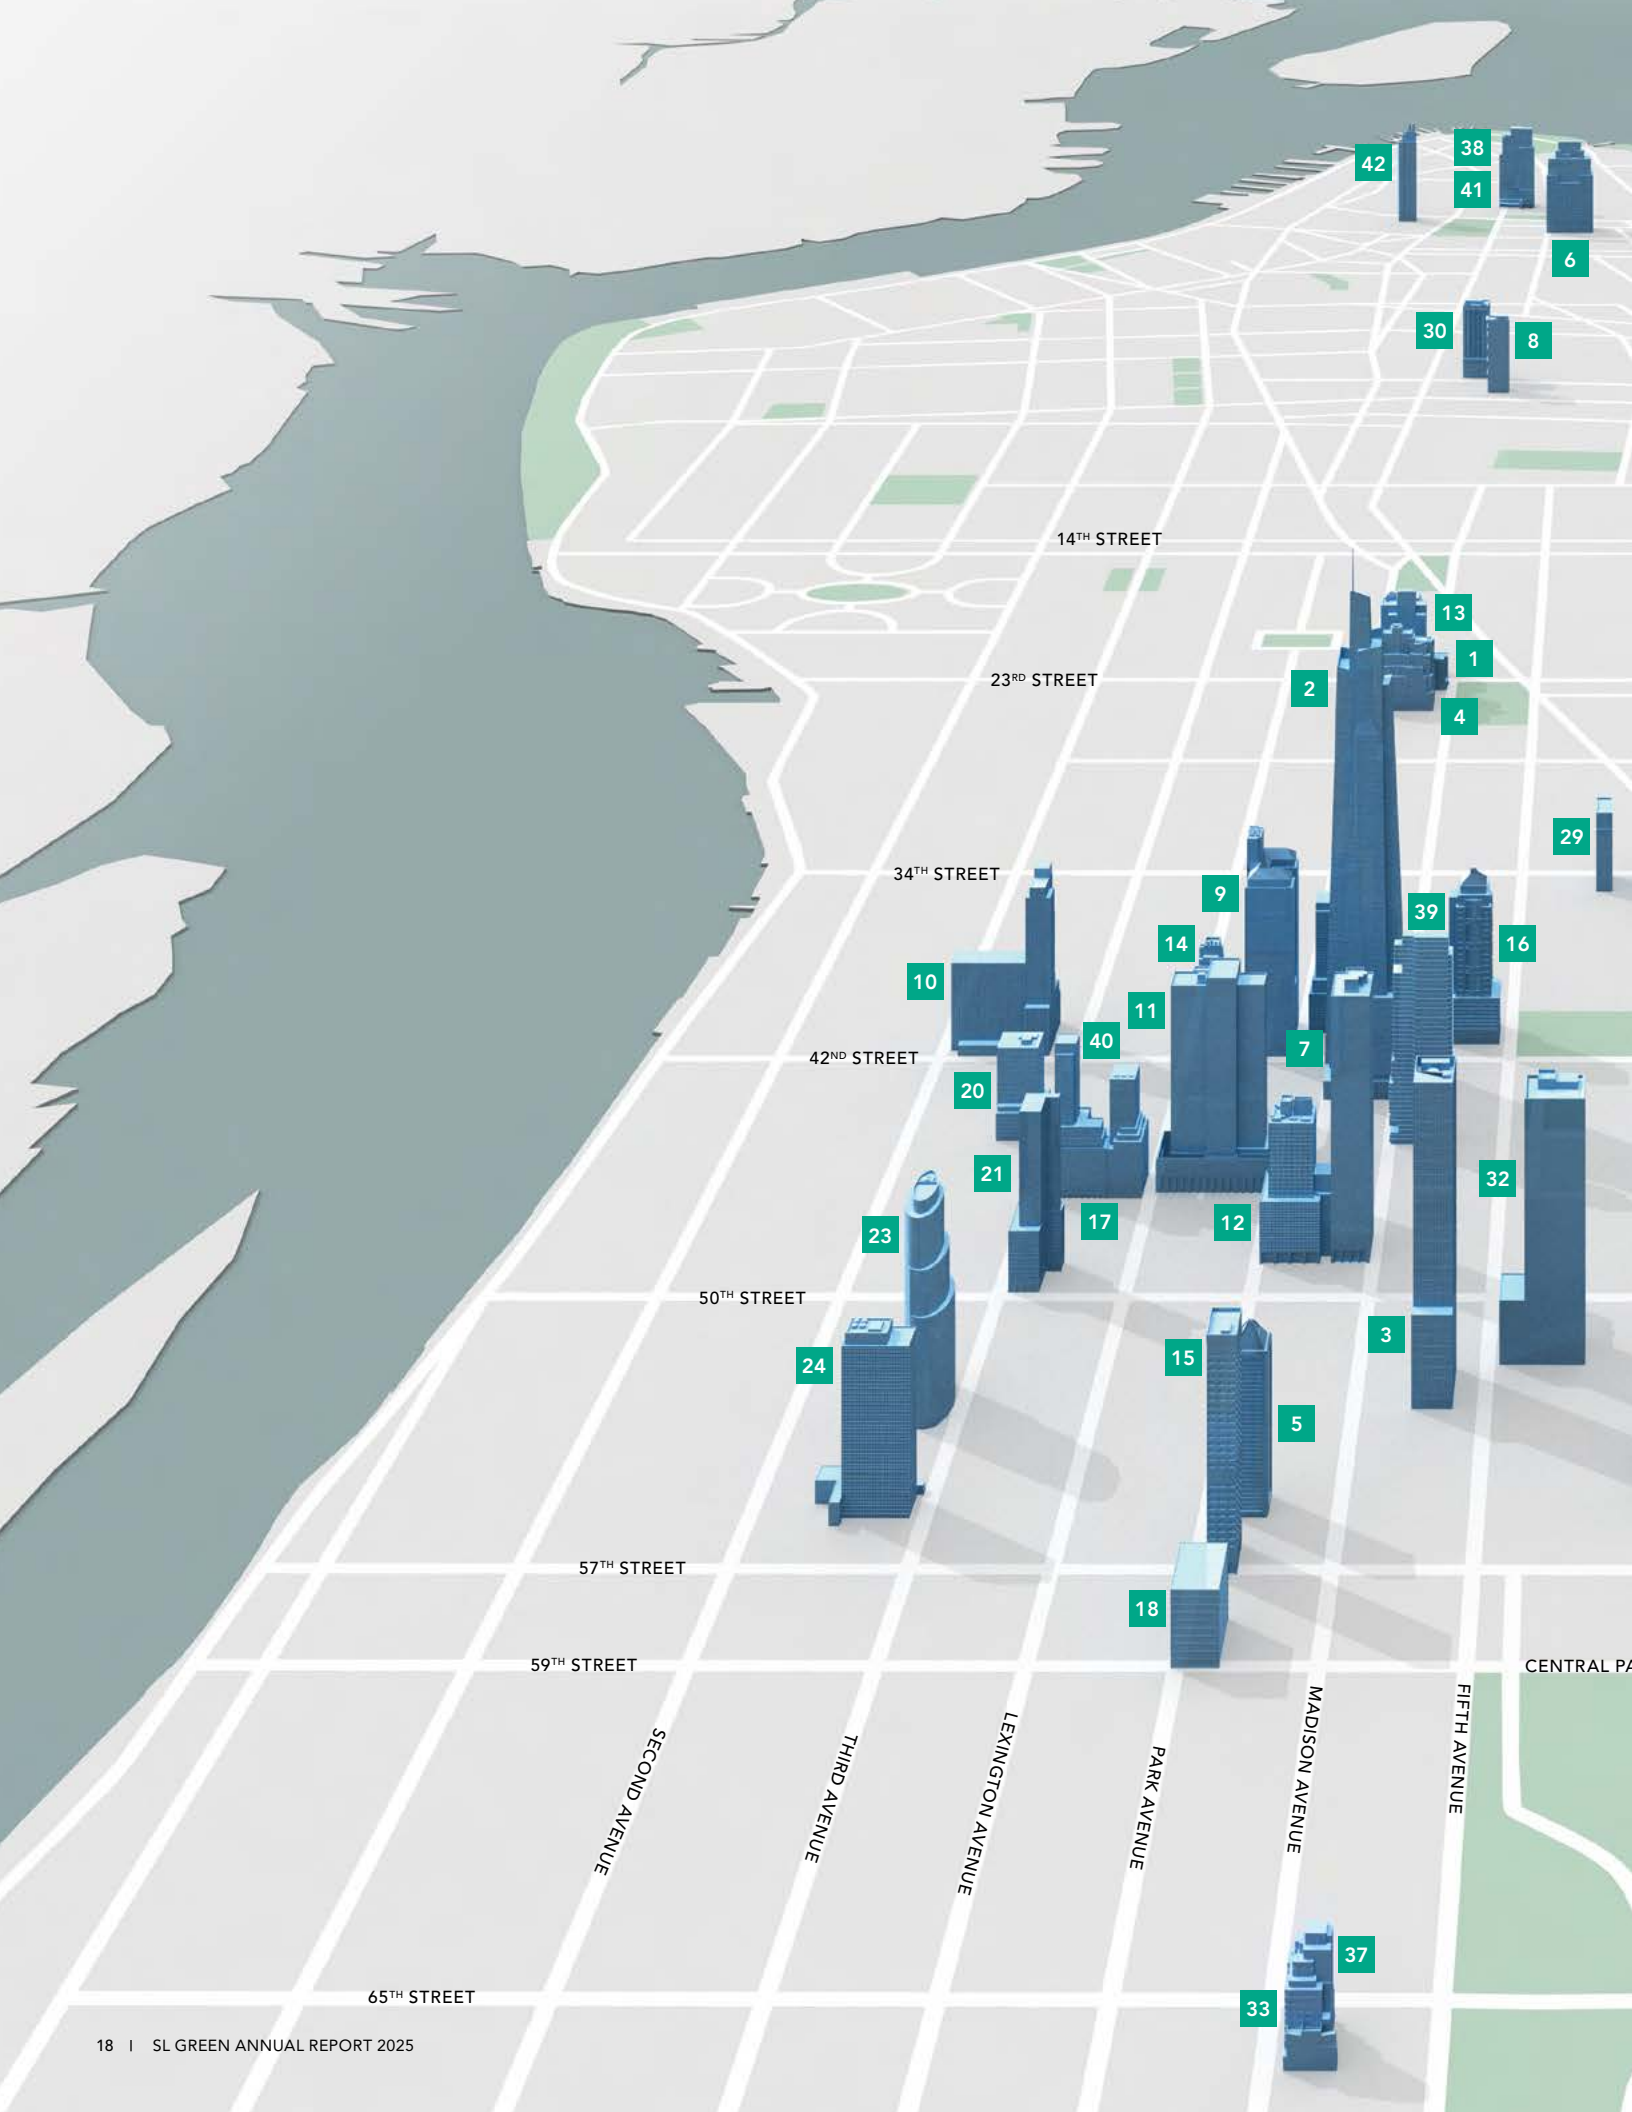 42
38
41
6
30
8
14TH STREET
13
1
23RD STREET
2
4
29
34TH STREET
9
39
14
16
10
11
40
7
42ND STREET
20
21
32
17
12
23
50TH STREET
3
15
24
5
57TH STREET
18
59TH STREET
CENTRAL PA
SECOND AVENUE
THIRD AVENUE
LEXINGTON AVENUE
PARK AVENUE
MADISON AVENUE
FIFTH AVENUE
37
65TH STREET
33
18 I SL GREEN ANNUAL REPORT 2025